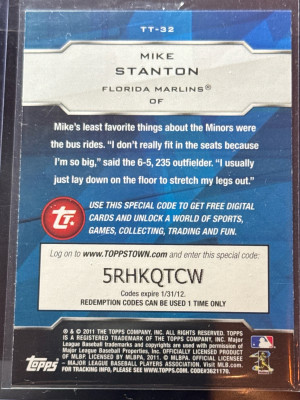 TT-32
MIKE
STANTON
FLORIDA MARLINS®
OF
Mike's least favorite things about the Minors were
the bus rides. “I don't really fit in the seats because
I'm so big,” said the 6-5, 235 outfielder. “I usually
just lay down on the floor to stretch my legs out.”
USE THIS SPECIAL CODE TO GET FREE DIGITAL
CARDS AND UNLOCK A WORLD OF SPORTS,
GAMES, COLLECTING, TRADING AND FUN.
Log on to www.TOPPSTOWN.com and enter this special code:
5RHKQTCW
Codes expire 1/31/12.
REDEMPTION CODES CAN BE USED 1 TIME ONLY
® & © 2011 THE TOPPS COMPANY, INC. ALL RIGHTS RESERVED. TOPPS
IS A REGISTERED TRADEMARK OF THE TOPPS COMPANY, INC. Major
League Baseball trademarks and copyrights are used with permission of
Major League Baseball Properties, Inc. OFFICIALLY LICENSED PRODUCT
OF MLBP. LICENSED BY MLBPA, 2011. © MLBPA. OFFICIAL LICENSEE
– MAJOR LEAGUE BASEBALL PLAYERS ASSOCIATION. Visit MLB.com.
FOR TRACKING INFO, PLEASE SEE WWW.TOPPS.COM. CODE#3621170.
Topps